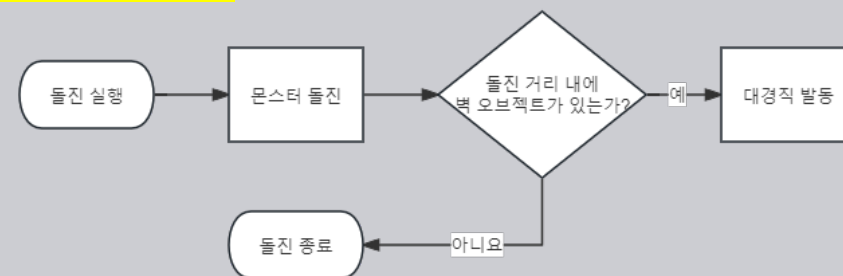 돌진 실행
몬스터 돌진
돌진 거리 내에
벽 오브젝트가 있는가?
예
대경직 발동
아니요
돌진 종료